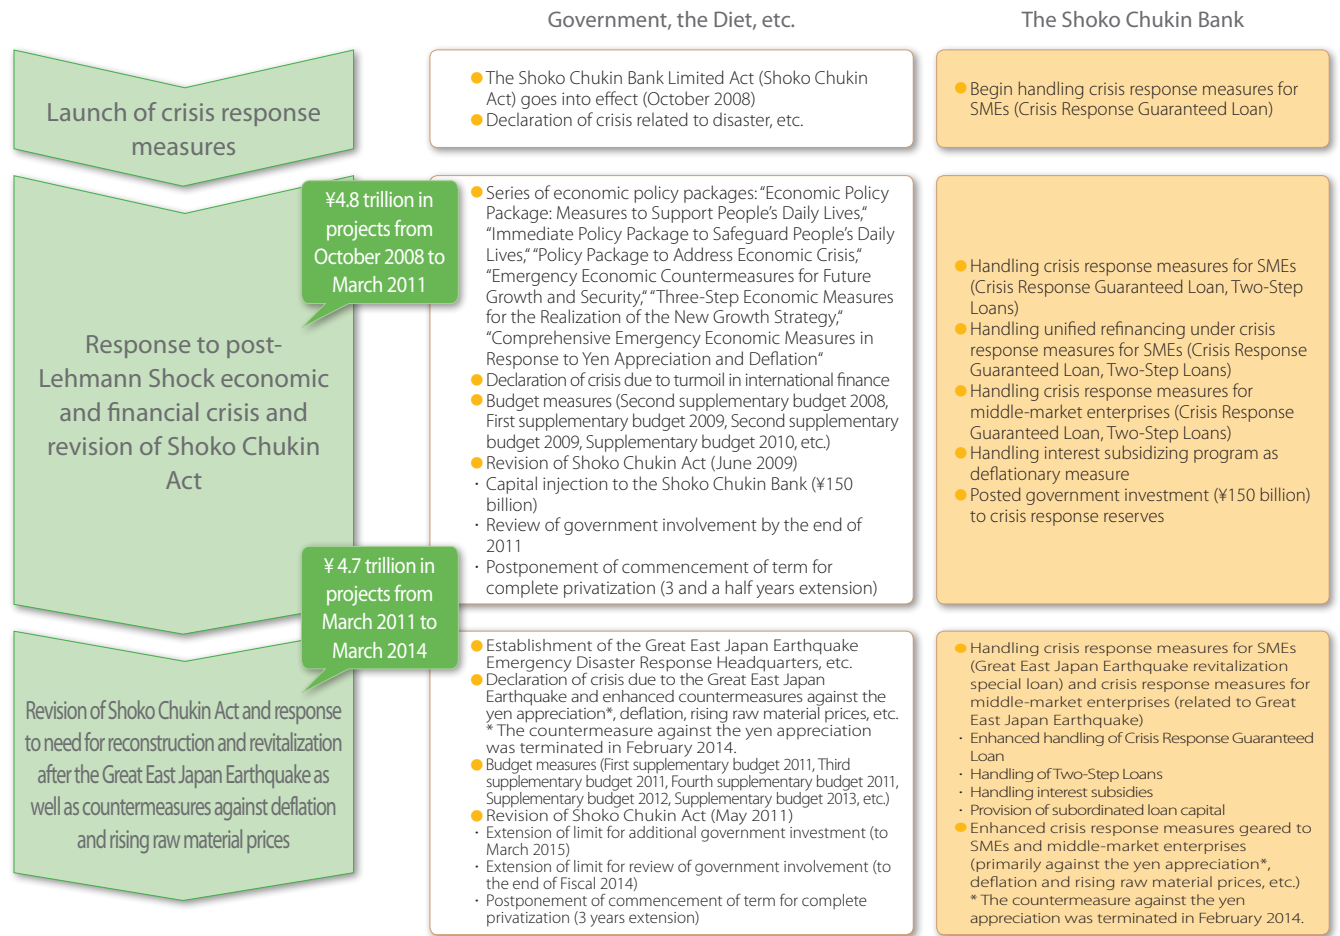 Government, the Diet, etc.
The Shoko Chukin Bank
Launch of crisis response
measures
● The Shoko Chukin Bank Limited Act (Shoko Chukin
Act) goes into effect (October 2008)
● Declaration of crisis related to disaster, etc.
● Begin handling crisis response measures for
SMEs (Crisis Response Guaranteed Loan)
¥4.8 trillion in
projects from
October 2008 to
March 2011
Response to post-
Lehmann Shock economic
and financial crisis and
revision of Shoko Chukin
Act
● Series of economic policy packages: “Economic Policy
Package: Measures to Support People’s Daily Lives,“
“Immediate Policy Package to Safeguard People’s Daily
Lives,“ “Policy Package to Address Economic Crisis,“
“Emergency Economic Countermeasures for Future
Growth and Security,“ “Three-Step Economic Measures
for the Realization of the New Growth Strategy,“
“Comprehensive Emergency Economic Measures in
Response to Yen Appreciation and Deflation“
● Declaration of crisis due to turmoil in international finance
● Budget measures (Second supplementary budget 2008,
First supplementary budget 2009, Second supplementary
budget 2009, Supplementary budget 2010, etc.)
● Revision of Shoko Chukin Act (June 2009)
・Capital injection to the Shoko Chukin Bank (¥150
billion)
・Review of government involvement by the end of
2011
・Postponement of commencement of term for
complete privatization (3 and a half years extension)
● Handling crisis response measures for SMEs
(Crisis Response Guaranteed Loan, Two-Step
Loans)
● Handling unified refinancing under crisis
response measures for SMEs (Crisis Response
Guaranteed Loan, Two-Step Loans)
● Handling crisis response measures for
middle-market enterprises (Crisis Response
Guaranteed Loan, Two-Step Loans)
● Handling interest subsidizing program as
deflationary measure
● Posted government investment (¥150 billion)
to crisis response reserves
¥ 4.7 trillion in
projects from
March 2011 to
March 2014
Revision of Shoko Chukin Act and response
to need for reconstruction and revitalization
after the Great East Japan Earthquake as
well as countermeasures against deflation
and rising raw material prices
● Establishment of the Great East Japan Earthquake
Emergency Disaster Response Headquarters, etc.
● Declaration of crisis due to the Great East Japan
Earthquake and enhanced countermeasures against the
yen appreciation*, deflation, rising raw material prices, etc.
* The countermeasure against the yen appreciation
was terminated in February 2014.
● Budget measures (First supplementary budget 2011, Third
supplementary budget 2011, Fourth supplementary budget 2011,
Supplementary budget 2012, Supplementary budget 2013, etc.)
● Revision of Shoko Chukin Act (May 2011)
・Extension of limit for additional government investment (to
March 2015)
・Extension of limit for review of government involvement (to
the end of Fiscal 2014)
・Postponement of commencement of term for complete
privatization (3 years extension)
● Handling crisis response measures for SMEs
(Great East Japan Earthquake revitalization
special loan) and crisis response measures for
middle-market enterprises (related to Great
East Japan Earthquake)
・Enhanced handling of Crisis Response Guaranteed
Loan
・Handling of Two-Step Loans
・Handling interest subsidies
・Provision of subordinated loan capital
● Enhanced crisis response measures geared to
SMEs and middle-market enterprises
(primarily against the yen appreciation*,
deflation and rising raw material prices, etc.)
* The countermeasure against the yen
appreciation was terminated in February 2014.